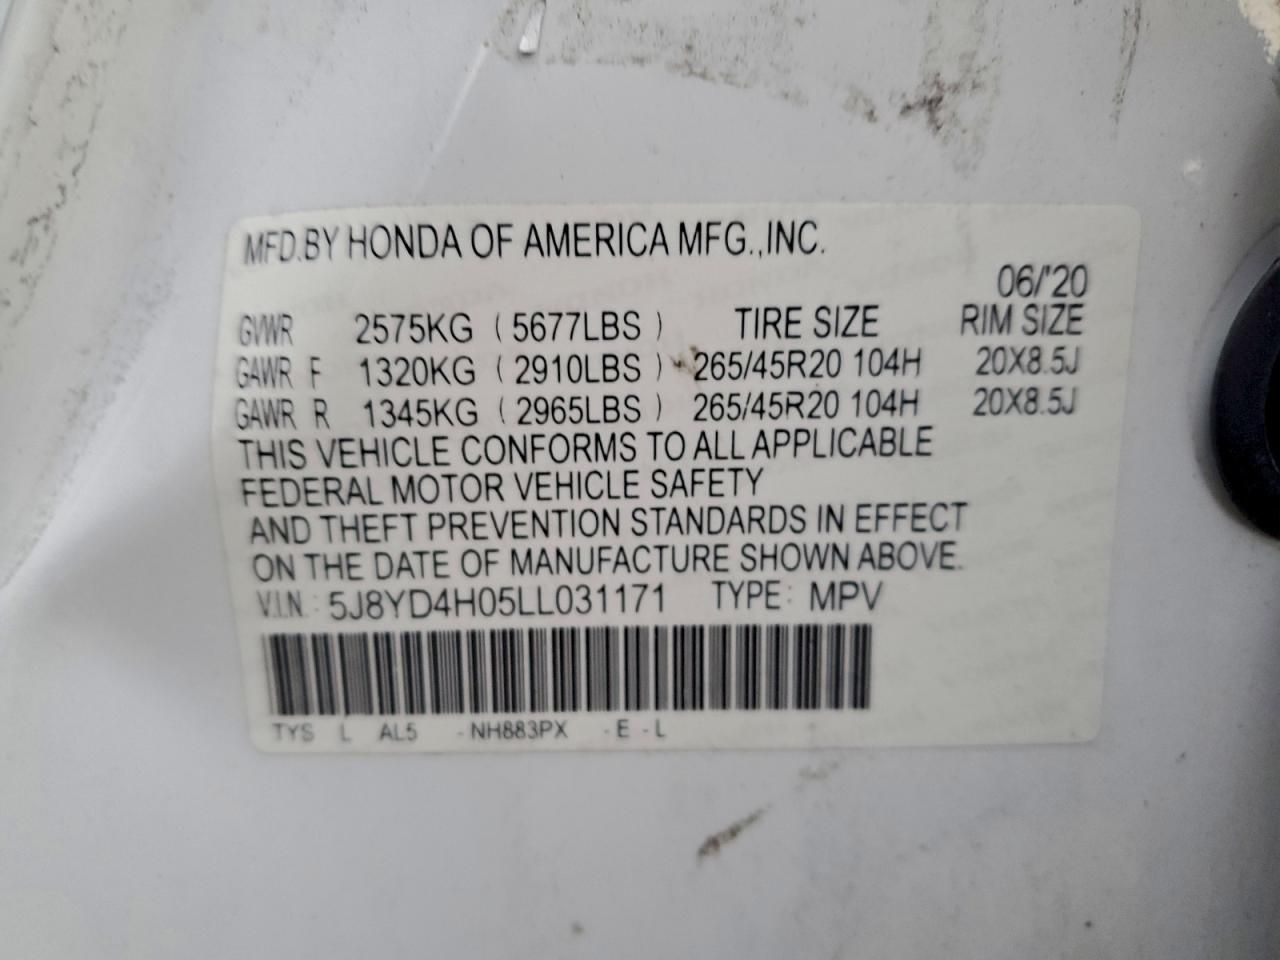 MFD.BY HONDA OF AMERICA MFG.,INC.
06/'20
GVWR 2575KG ( 5677LBS ) TIRE SIZE RIM SIZE
GAWR F 1320KG ( 2910LBS ) 265/45R20 104H 20X8.5J
GAWR R 1345KG ( 2965LBS ) 265/45R20 104H 20X8.5J
THIS VEHICLE CONFORMS TO ALL APPLICABLE
FEDERAL MOTOR VEHICLE SAFETY
AND THEFT PREVENTION STANDARDS IN EFFECT
ON THE DATE OF MANUFACTURE SHOWN ABOVE.
V.I.N.: 5J8YD4H05LL031171 TYPE: MPV
TYS L AL5 -NH883PX -E -L